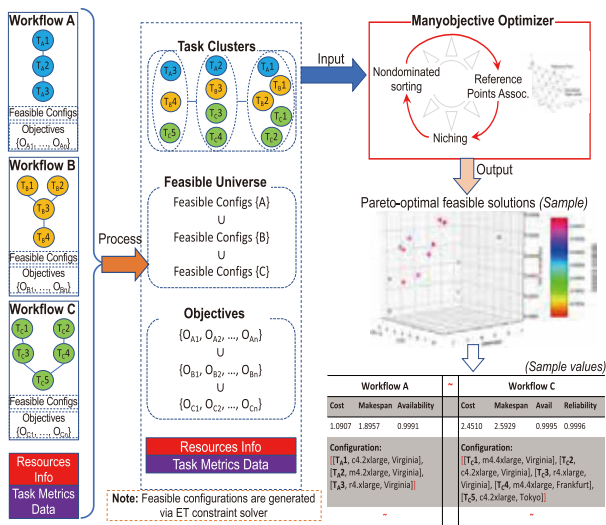 Workflow A
TA1
TA2
TA3
Feasible Configs
Objectives
{OA1, ..., OAn}
Workflow B
TB1 TB2
TB3
TB4
Feasible Configs
Objectives
{OB1, ..., OBn}
Workflow C
TC1 TC2
TC3 TC4
TC5
Feasible Configs
Objectives
{OC1, ..., OCn}
Resources
Info
Task Metrics
Data
Process
Task Clusters
TA3 TA2 TA1
TB4 TB3 TB1
TB2
TC3 TC1
TC5 TC4 TC2
Feasible Universe
Feasible Configs {A}
∪
Feasible Configs {B}
∪
Feasible Configs {C}
Objectives
{OA1, OA2, ..., OAn}
∪
{OB1, OB2, ..., OBn}
∪
{OC1, OC2, ..., OCn}
Resources Info
Task Metrics Data
Note: Feasible configurations are generated
via ET constraint solver
Input
Manyobjective Optimizer
Nondominated
sorting
Reference
Points Assoc.
Niching
Output
Pareto-optimal feasible solutions (Sample)
(Sample values)
Workflow A ~ Workflow C
Cost Makespan Availability Cost Makespan Avail Reliability
1.0907 1.8957 0.9991 2.4510 2.5929 0.9995 0.9996
Configuration:
[[TA1, c4.2xlarge, Virginia],
[TA2, m4.2xlarge, Virginia],
[TA3, r4.xlarge, Virginia]]
Configuration:
[[TC1, m4.4xlarge, Virginia], [TC2,
c4.2xlarge, Virginia], [TC3, r4.xlarge,
Virginia], [TC4, m4.4xlarge, Frankfurt],
[TC5, c4.2xlarge, Tokyo]]
~ ~